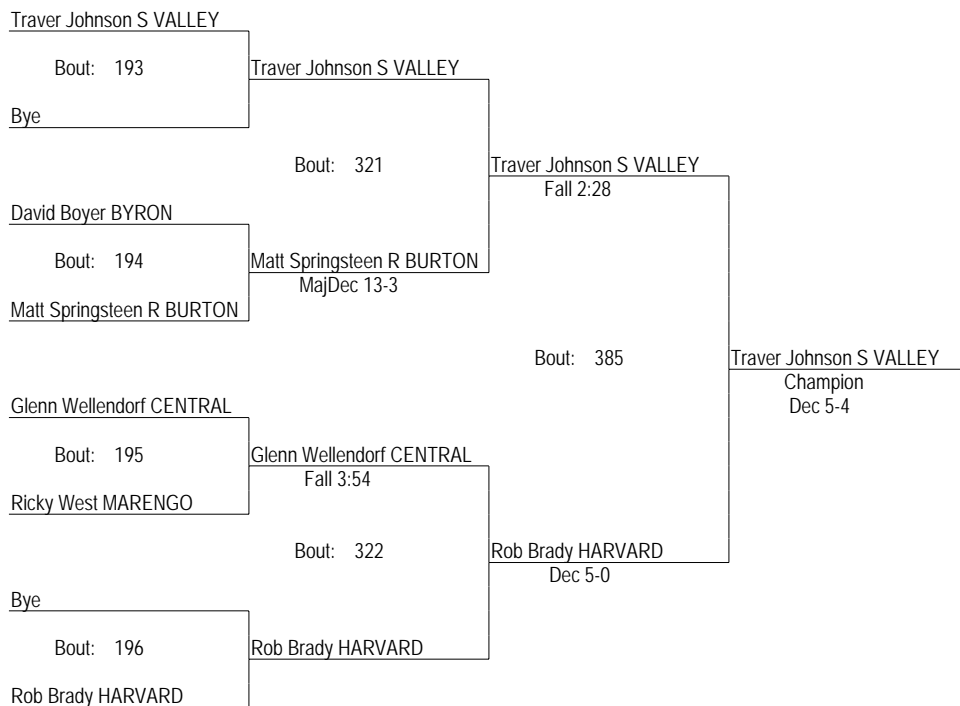 Traver Johnson S VALLEY
Bout: 193
Traver Johnson S VALLEY
Bye
Bout: 321
Traver Johnson S VALLEY
Fall 2:28
David Boyer BYRON
Bout: 194
Matt Springsteen R BURTON
MajDec 13-3
Matt Springsteen R BURTON
Bout: 385
Traver Johnson S VALLEY
Champion
Dec 5-4
Glenn Wellendorf CENTRAL
Bout: 195
Glenn Wellendorf CENTRAL
Fall 3:54
Ricky West MARENGO
Bout: 322
Rob Brady HARVARD
Dec 5-0
Bye
Bout: 196
Rob Brady HARVARD
Rob Brady HARVARD